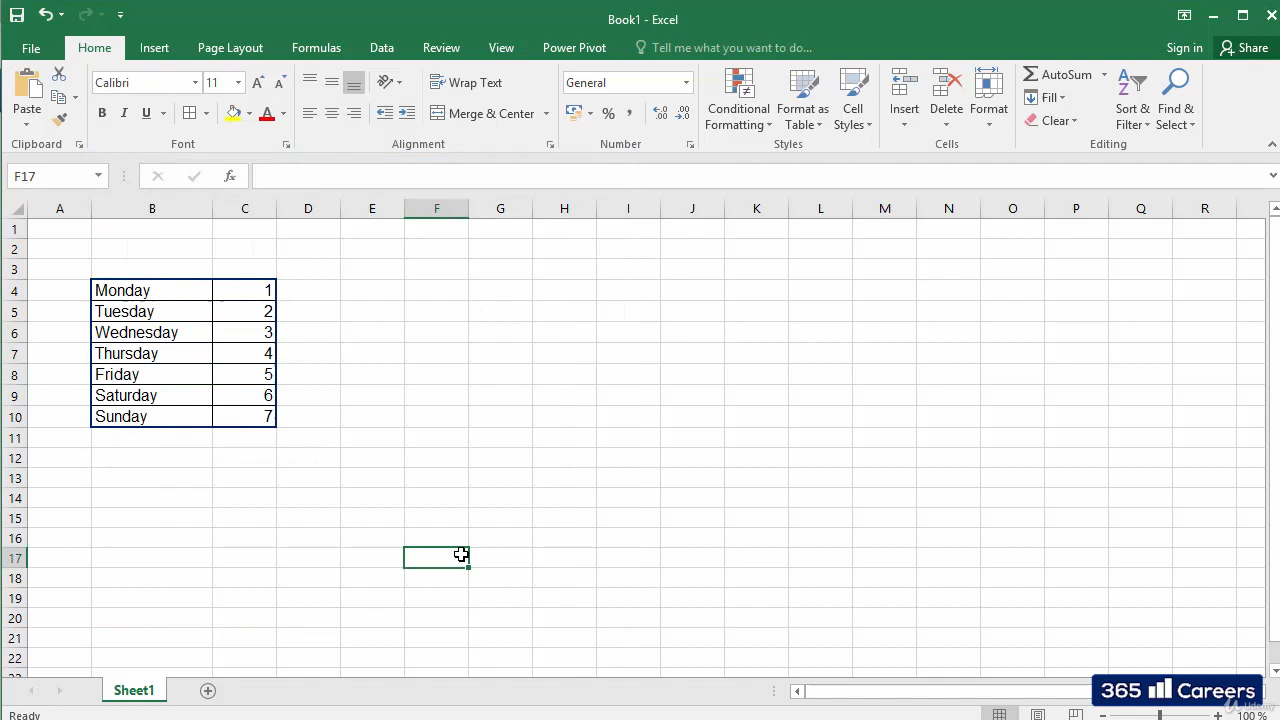 Book1 - Excel
File Home Insert Page Layout Formulas Data Review View Power Pivot Tell me what you want to do... Sign in Share
Paste
Calibri 11
B I U A
Wrap Text
Merge & Center
General
% ,
Conditional Formatting
Format as Table
Cell Styles
Insert Delete Format
AutoSum
Fill
Clear
Sort & Filter
Find & Select
Clipboard Font Alignment Number Styles Cells Editing
F17 fx
A B C D E F G H I J K L M N O P Q R
1
2
3
4 Monday 1
5 Tuesday 2
6 Wednesday 3
7 Thursday 4
8 Friday 5
9 Saturday 6
10 Sunday 7
11
12
13
14
15
16
17
18
19
20
21
22
Sheet1
365 Careers
Udemy
Ready 100 %